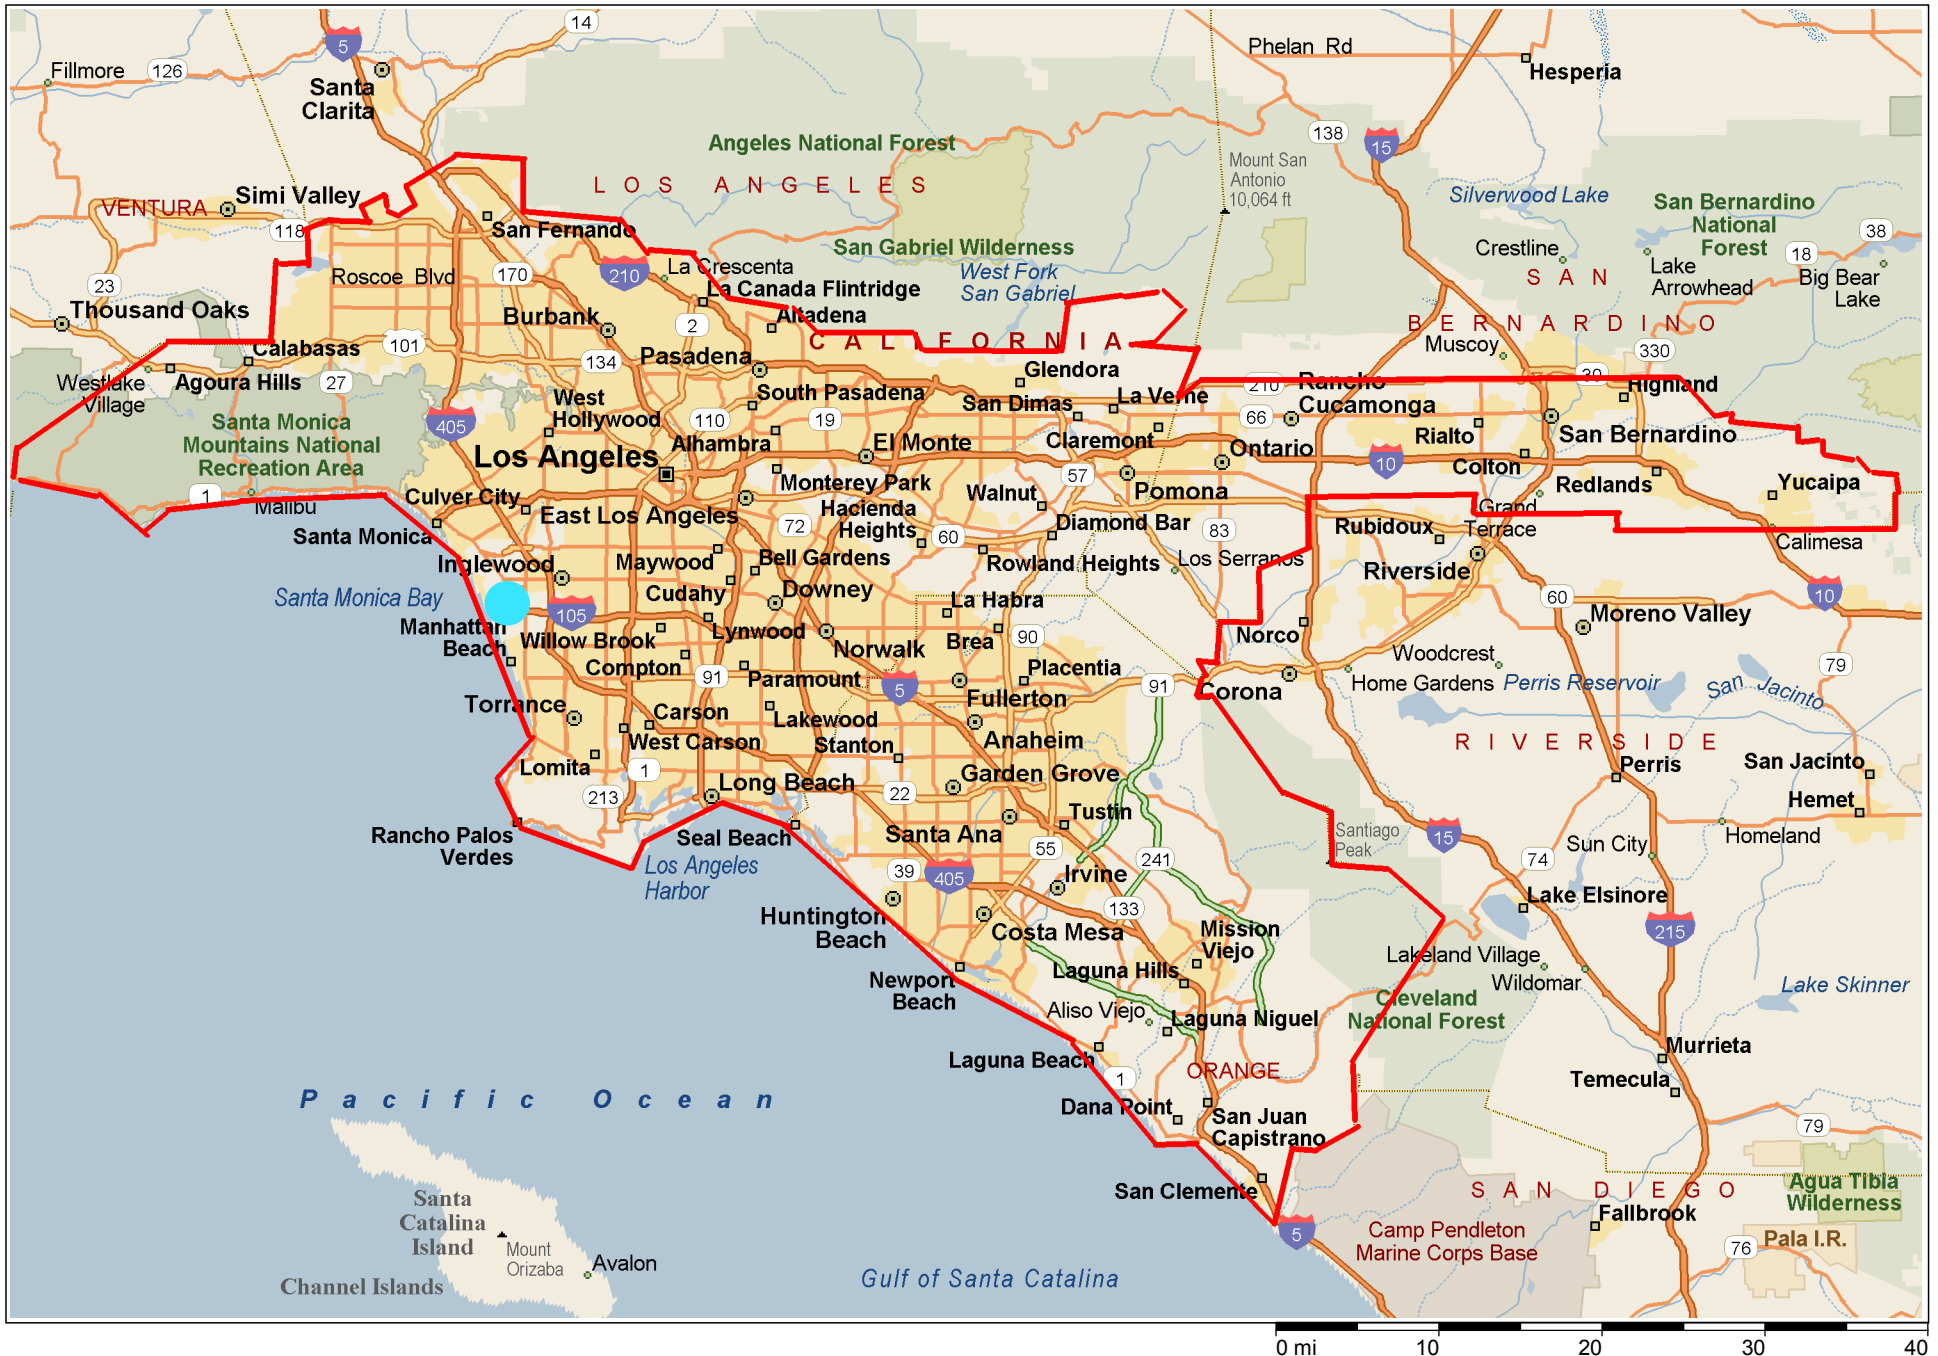 14
5
Fillmore
126
Santa
Clarita
Phelan Rd
Hesperia
138
15
Angeles National Forest
LOS ANGELES
Mount San
Antonio
10,064 ft
Silverwood Lake
San Bernardino
National
Forest
38
18
Simi Valley
VENTURA
118
San Fernando
San Gabriel Wilderness
West Fork
San Gabriel
Crestline
SAN
Lake
Arrowhead
Big Bear
Lake
Roscoe Blvd
170
210
La Crescenta
La Canada Flintridge
23
Thousand Oaks
Burbank
2
Altadena
CALIFORNIA
BERNARDINO
Muscoy
330
Calabasas
101
134
Pasadena
Glendora
Westlake
Village
Agoura Hills
27
West
Hollywood
South Pasadena
San Dimas
La Verne
210
Rancho
Cucamonga
30
Highland
66
Santa Monica
Mountains National
Recreation Area
405
110
19
Alhambra
El Monte
Claremont
Ontario
Rialto
San Bernardino
Los Angeles
10
Colton
1
Malibu
Culver City
Monterey Park
57
Walnut
Pomona
Redlands
Yucaipa
East Los Angeles
Hacienda
Heights
72
60
Diamond Bar
83
Grand
Terrace
Rubidoux
Santa Monica
Calimesa
Inglewood
Maywood
Bell Gardens
Rowland Heights
Los Serranos
Riverside
Santa Monica Bay
105
Cudahy
Downey
La Habra
60
10
Moreno Valley
Manhattan
Beach
Willow Brook
Lynwood
Norwalk
Brea
90
Norco
Compton
91
Paramount
5
Placentia
Woodcrest
79
91
Corona
Home Gardens
Perris Reservoir
San Jacinto
Fullerton
Torrance
Carson
Lakewood
West Carson
Stanton
Anaheim
RIVERSIDE
Perris
San Jacinto
Lomita
1
213
Long Beach
22
Garden Grove
Hemet
Tustin
Rancho Palos
Verdes
Seal Beach
Santa Ana
Santiago
Peak
15
Homeland
Los Angeles
Harbor
55
39
405
Irvine
241
74
Sun City
Lake Elsinore
133
Huntington
Beach
Costa Mesa
Mission
Viejo
215
Lakeland Village
Wildomar
Laguna Hills
Newport
Beach
Aliso Viejo
Laguna Niguel
Cleveland
National Forest
Lake Skinner
Laguna Beach
Murrieta
ORANGE
1
Temecula
Pacific Ocean
Dana Point
San Juan
Capistrano
79
San Clemente
SAN DIEGO
Agua Tibia
Wilderness
Santa
Catalina
Island
Mount
Orizaba
Avalon
Channel Islands
Gulf of Santa Catalina
5
Camp Pendleton
Marine Corps Base
Fallbrook
76
Pala I.R.
0 mi 10 20 30 40